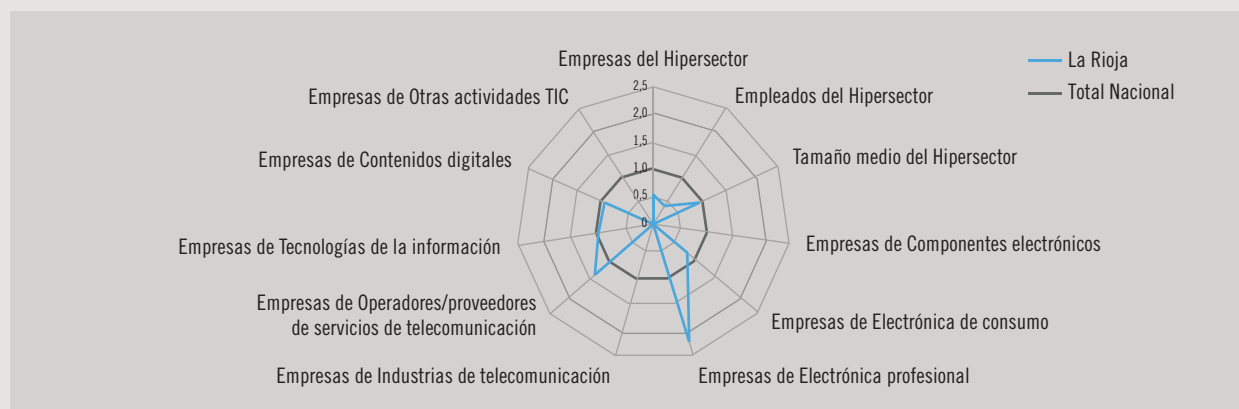 Empresas del Hipersector
La Rioja
Total Nacional
Empresas de Otras actividades TIC
Empleados del Hipersector
2,5
2,0
1,5
1,0
0,5
0
Empresas de Contenidos digitales
Tamaño medio del Hipersector
Empresas de Tecnologías de la información
Empresas de Componentes electrónicos
Empresas de Operadores/proveedores
de servicios de telecomunicación
Empresas de Electrónica de consumo
Empresas de Industrias de telecomunicación
Empresas de Electrónica profesional